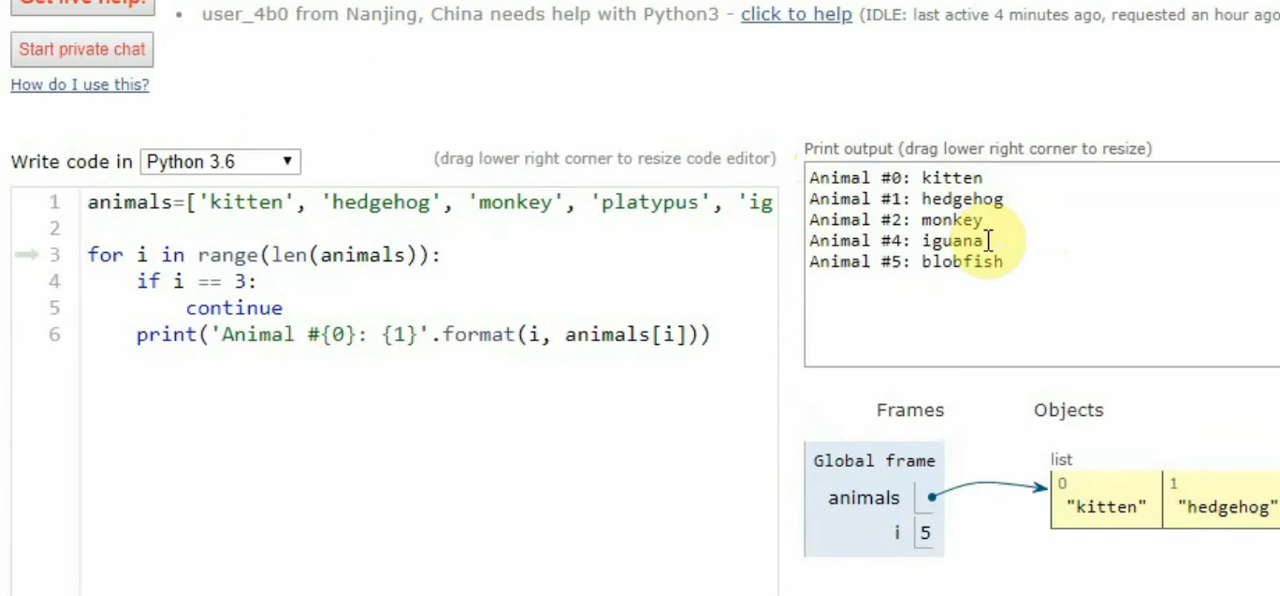 Get live help!
• user_4b0 from Nanjing, China needs help with Python3 - click to help (IDLE: last active 4 minutes ago, requested an hour ago
Start private chat
How do I use this?
Write code in Python 3.6 (drag lower right corner to resize code editor)
1 animals=['kitten', 'hedgehog', 'monkey', 'platypus', 'ig
2
3 for i in range(len(animals)):
4 if i == 3:
5 continue
6 print('Animal #{0}: {1}'.format(i, animals[i]))
Print output (drag lower right corner to resize)
Animal #0: kitten
Animal #1: hedgehog
Animal #2: monkey
Animal #4: iguana
Animal #5: blobfish
Frames Objects
Global frame
animals
i 5
list
0 1
"kitten" "hedgehog"